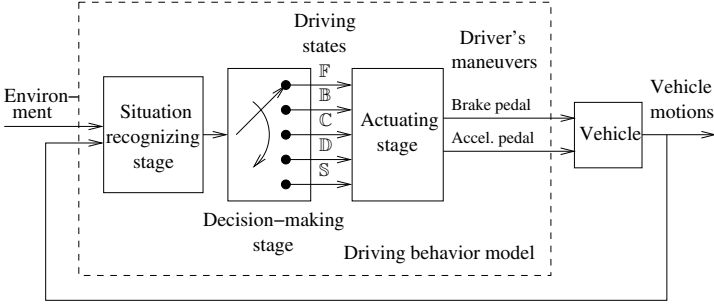 Driving
states
Driver's
maneuvers
Vehicle
motions
Environ−
ment
Situation
recognizing
stage
𝔽
𝔹
ℂ
𝔻
𝕊
Actuating
stage
Brake pedal
Accel. pedal
Vehicle
Decision−making
stage
Driving behavior model